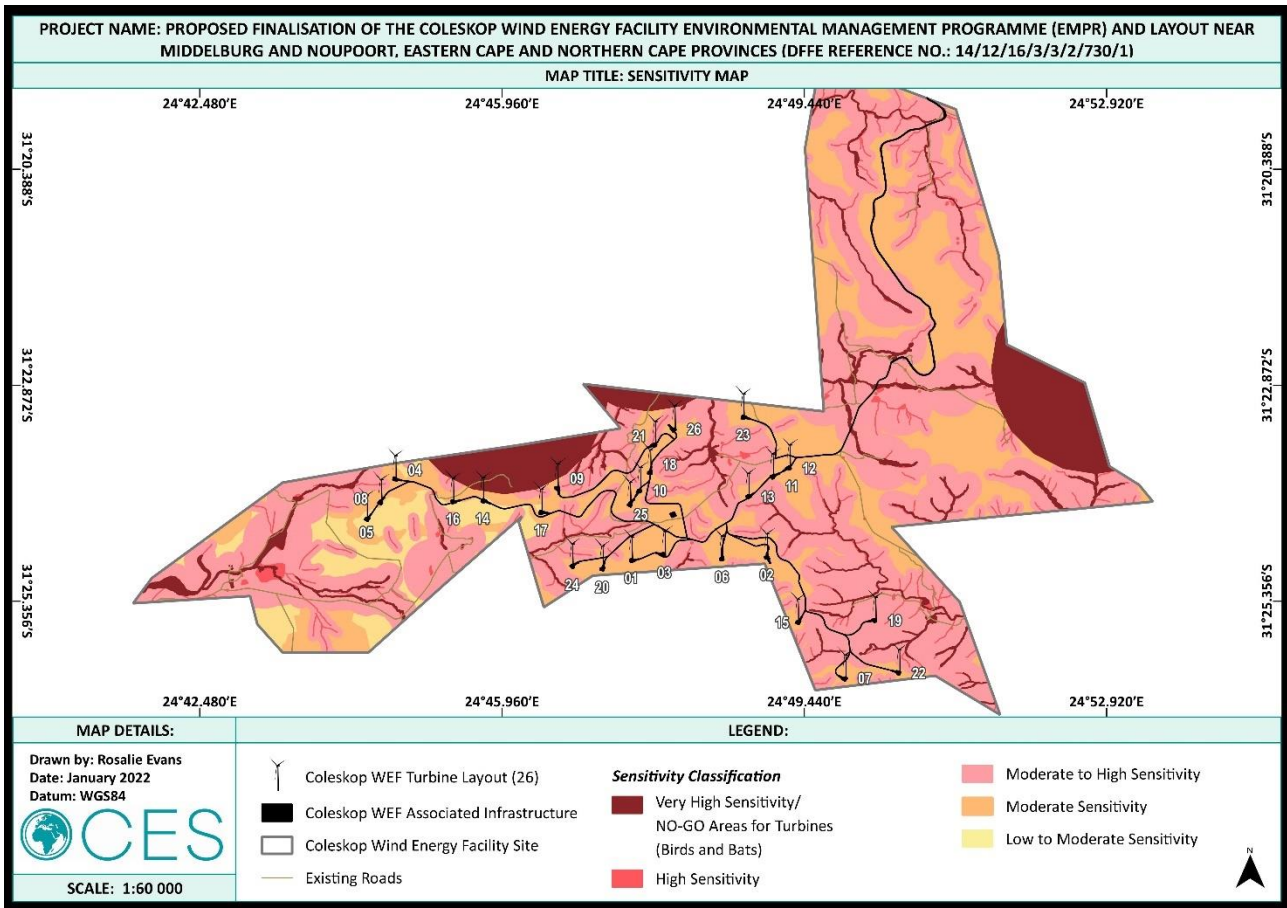 PROJECT NAME: PROPOSED FINALISATION OF THE COLESKOP WIND ENERGY FACILITY ENVIRONMENTAL MANAGEMENT PROGRAMME (EMPR) AND LAYOUT NEAR
MIDDELBURG AND NOUPOORT, EASTERN CAPE AND NORTHERN CAPE PROVINCES (DFFE REFERENCE NO.: 14/12/16/3/3/2/730/1)
MAP TITLE: SENSITIVITY MAP
24°42.480'E 24°45.960'E 24°49.440'E 24°52.920'E
31°20.388'S 31°20.388'S
31°22.872'S 31°22.872'S
31°25.356'S 31°25.356'S
04
08
05
16
14
17
09
21
26
18
10
25
23
12
11
13
24
20
01
03
06
02
15
19
07
22
24°42.480'E 24°45.960'E 24°49.440'E 24°52.920'E
MAP DETAILS:
Drawn by: Rosalie Evans
Date: January 2022
Datum: WGS84
CES
SCALE: 1:60 000
LEGEND:
Coleskop WEF Turbine Layout (26)
Coleskop WEF Associated Infrastructure
Coleskop Wind Energy Facility Site
Existing Roads
Sensitivity Classification
Very High Sensitivity/
NO-GO Areas for Turbines
(Birds and Bats)
High Sensitivity
Moderate to High Sensitivity
Moderate Sensitivity
Low to Moderate Sensitivity
N